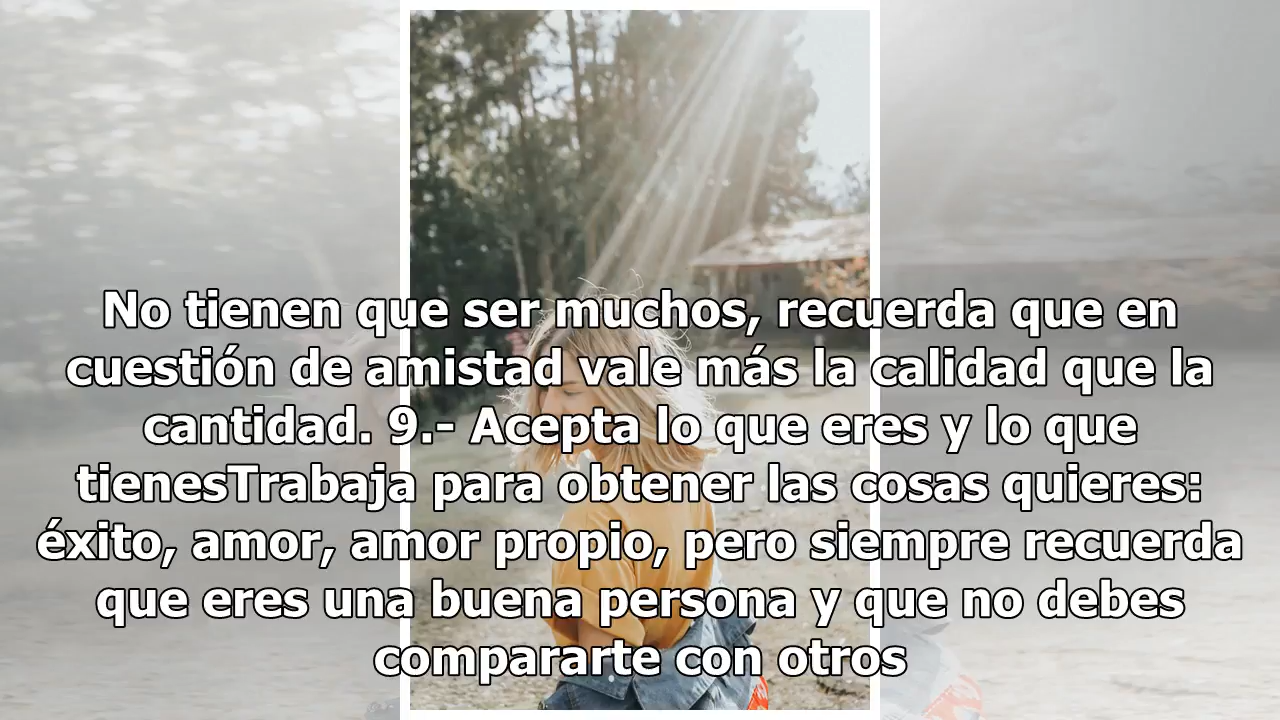 No tienen que ser muchos, recuerda que en
cuestión de amistad vale más la calidad que la
cantidad. 9.- Acepta lo que eres y lo que
tienesTrabaja para obtener las cosas quieres:
éxito, amor, amor propio, pero siempre recuerda
que eres una buena persona y que no debes
compararte con otros